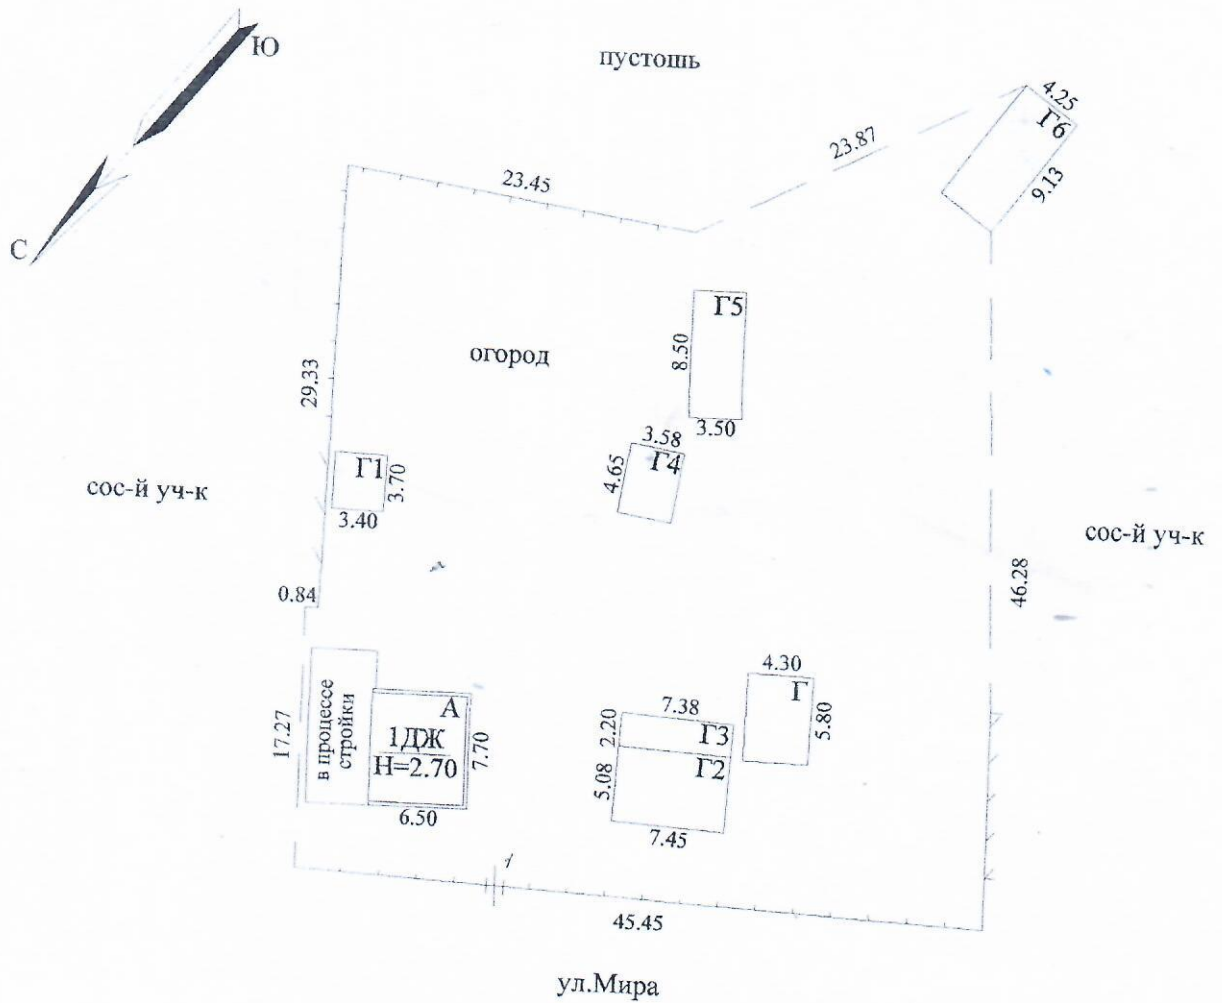 Ю
пустошь
4.25
Г6
23.87
9.13
23.45
С
Г5
8.50
огород
3.50
29.33
3.58
Г4
4.65
Г1
3.70
3.40
сос-й уч-к
сос-й уч-к
0.84
46.28
4.30
Г
5.80
7.38
2.20
Г3
Г2
5.08
7.45
17.27
в процессе
стройки
А
1ДЖ
Н=2.70
7.70
6.50
45.45
ул.Мира